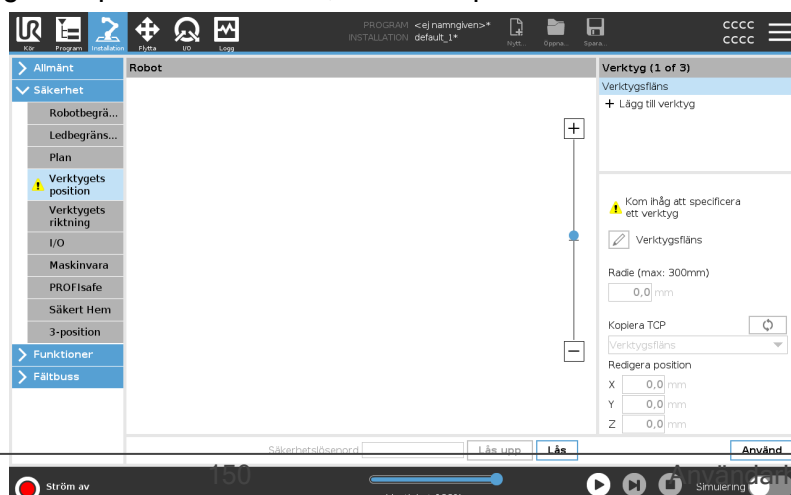 PROGRAM <ej namngiven>*
INSTALLATION default_1*
CCCC
CCCC
Kör Program Installation Flytta I/O Logg Nytt... Öppna... Spara...
Allmänt
Säkerhet
Robotbegrä...
Ledbegräns...
Plan
Verktygets
position
Verktygets
riktning
I/O
Maskinvara
PROFIsafe
Säkert Hem
3-position
Funktioner
Fältbuss
Robot
Verktyg (1 of 3)
Verktygsfläns
+ Lägg till verktyg
Kom ihåg att specificera
ett verktyg
Verktygsfläns
Radie (max: 300mm)
0,0 mm
Kopiera TCP
Verktygsfläns
Redigera position
X 0,0 mm
Y 0,0 mm
Z 0,0 mm
Säkerhetslösenord Lås upp Lås Använd
150
Ström av
Simulering